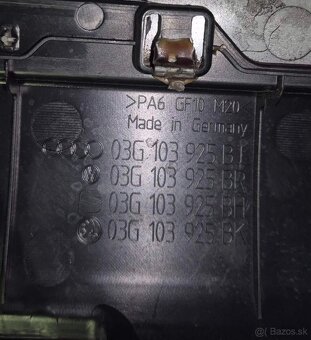 >PA6 GF10 M20
Made in Germany
03G 103 925 BT
03G 103 925 BR
03G 103 925 BH
03G 103 925 BK
© Bazos.sk